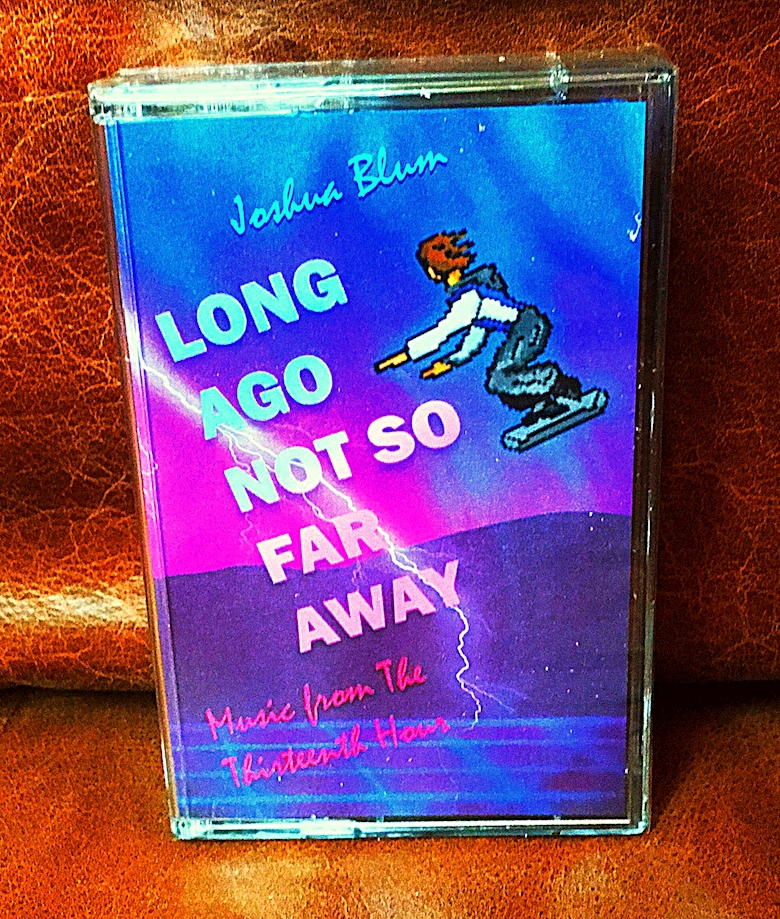 Joshua Blum
LONG
AGO
NOT SO
FAR
AWAY
Music from The
Thirteenth Hour